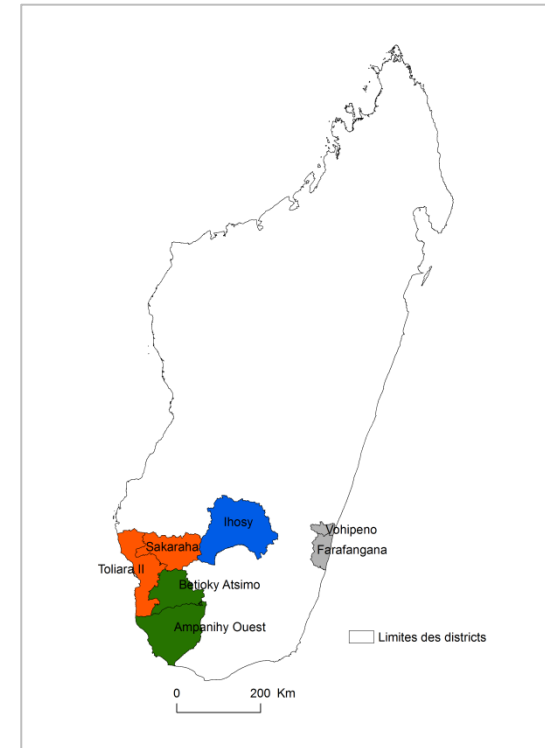 Ihosy
Vohipeno
Sakaraha
Farafangana
Toliara II
Betioky Atsimo
Ampanihy Ouest
Limites des districts
0 200 Km